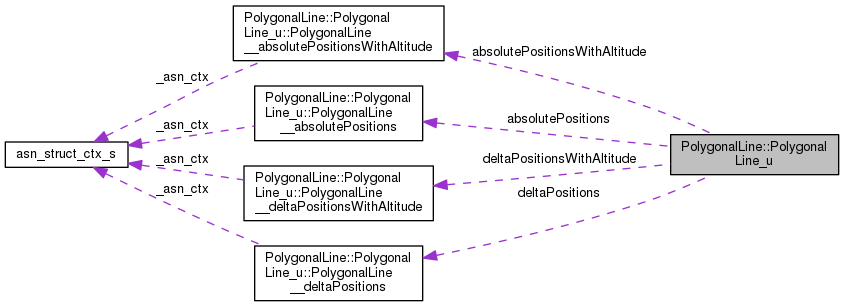 PolygonalLine::Polygonal
Line_u::PolygonalLine
__absolutePositionsWithAltitude
absolutePositionsWithAltitude
_asn_ctx
PolygonalLine::Polygonal
Line_u::PolygonalLine
__absolutePositions
absolutePositions
_asn_ctx
asn_struct_ctx_s
PolygonalLine::Polygonal
Line_u
_asn_ctx
deltaPositionsWithAltitude
PolygonalLine::Polygonal
Line_u::PolygonalLine
__deltaPositionsWithAltitude
_asn_ctx
deltaPositions
PolygonalLine::Polygonal
Line_u::PolygonalLine
__deltaPositions